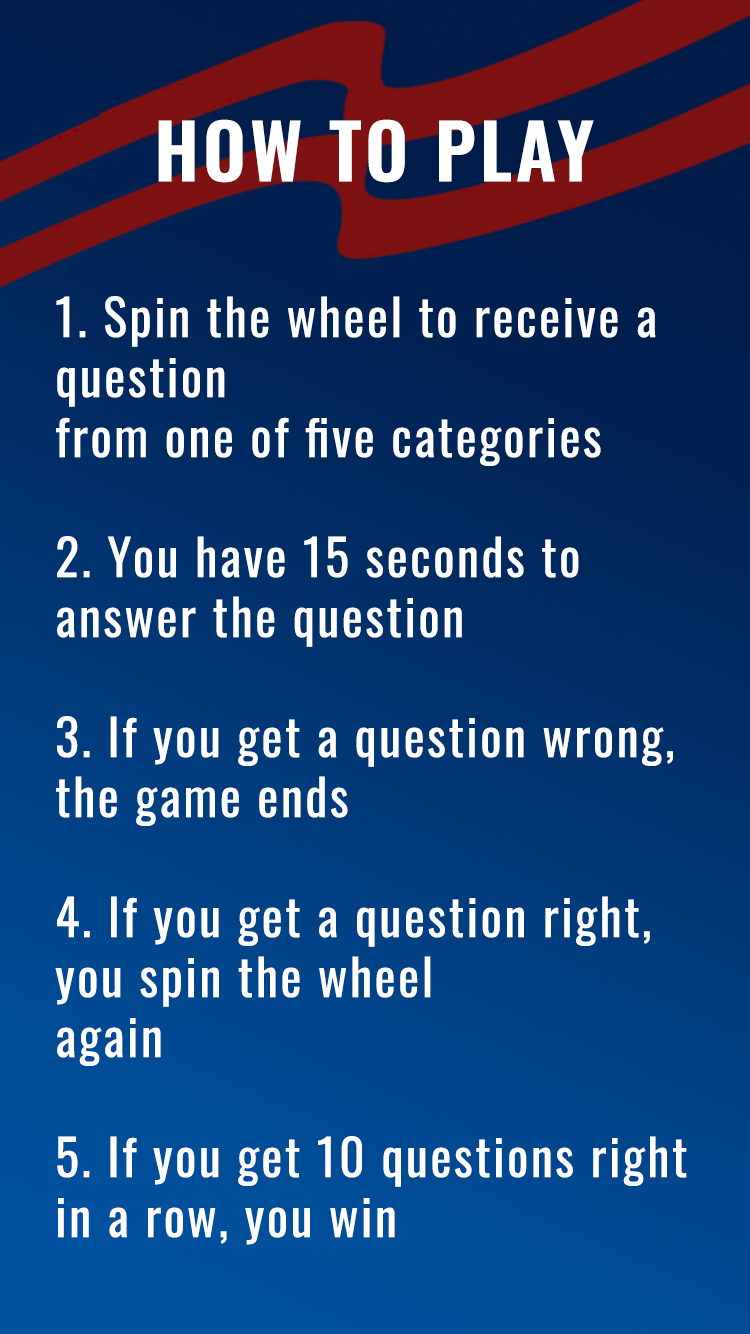 HOW TO PLAY
1. Spin the wheel to receive a
question
from one of five categories
2. You have 15 seconds to
answer the question
3. If you get a question wrong,
the game ends
4. If you get a question right,
you spin the wheel
again
5. If you get 10 questions right
in a row, you win